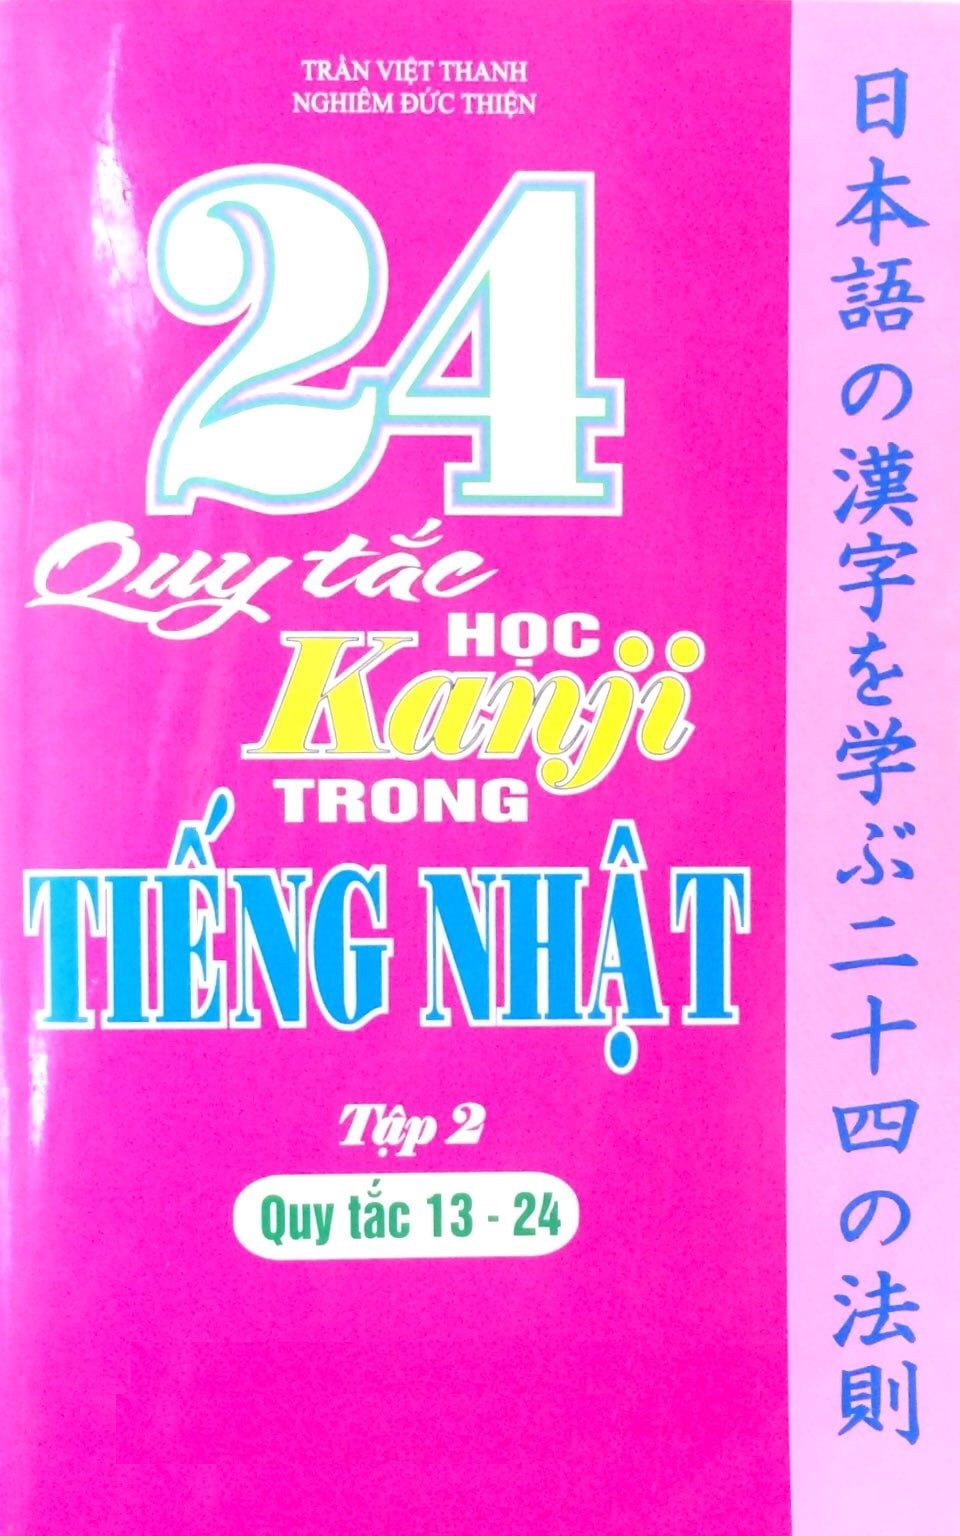 TRẦN VIỆT THANH
NGHIÊM ĐỨC THIỆN
24
Quy tắc
HỌC
Kanji
TRONG
TIẾNG NHẬT
Tập 2
Quy tắc 13 - 24
日本語の漢字を学ぶ二十四の法則